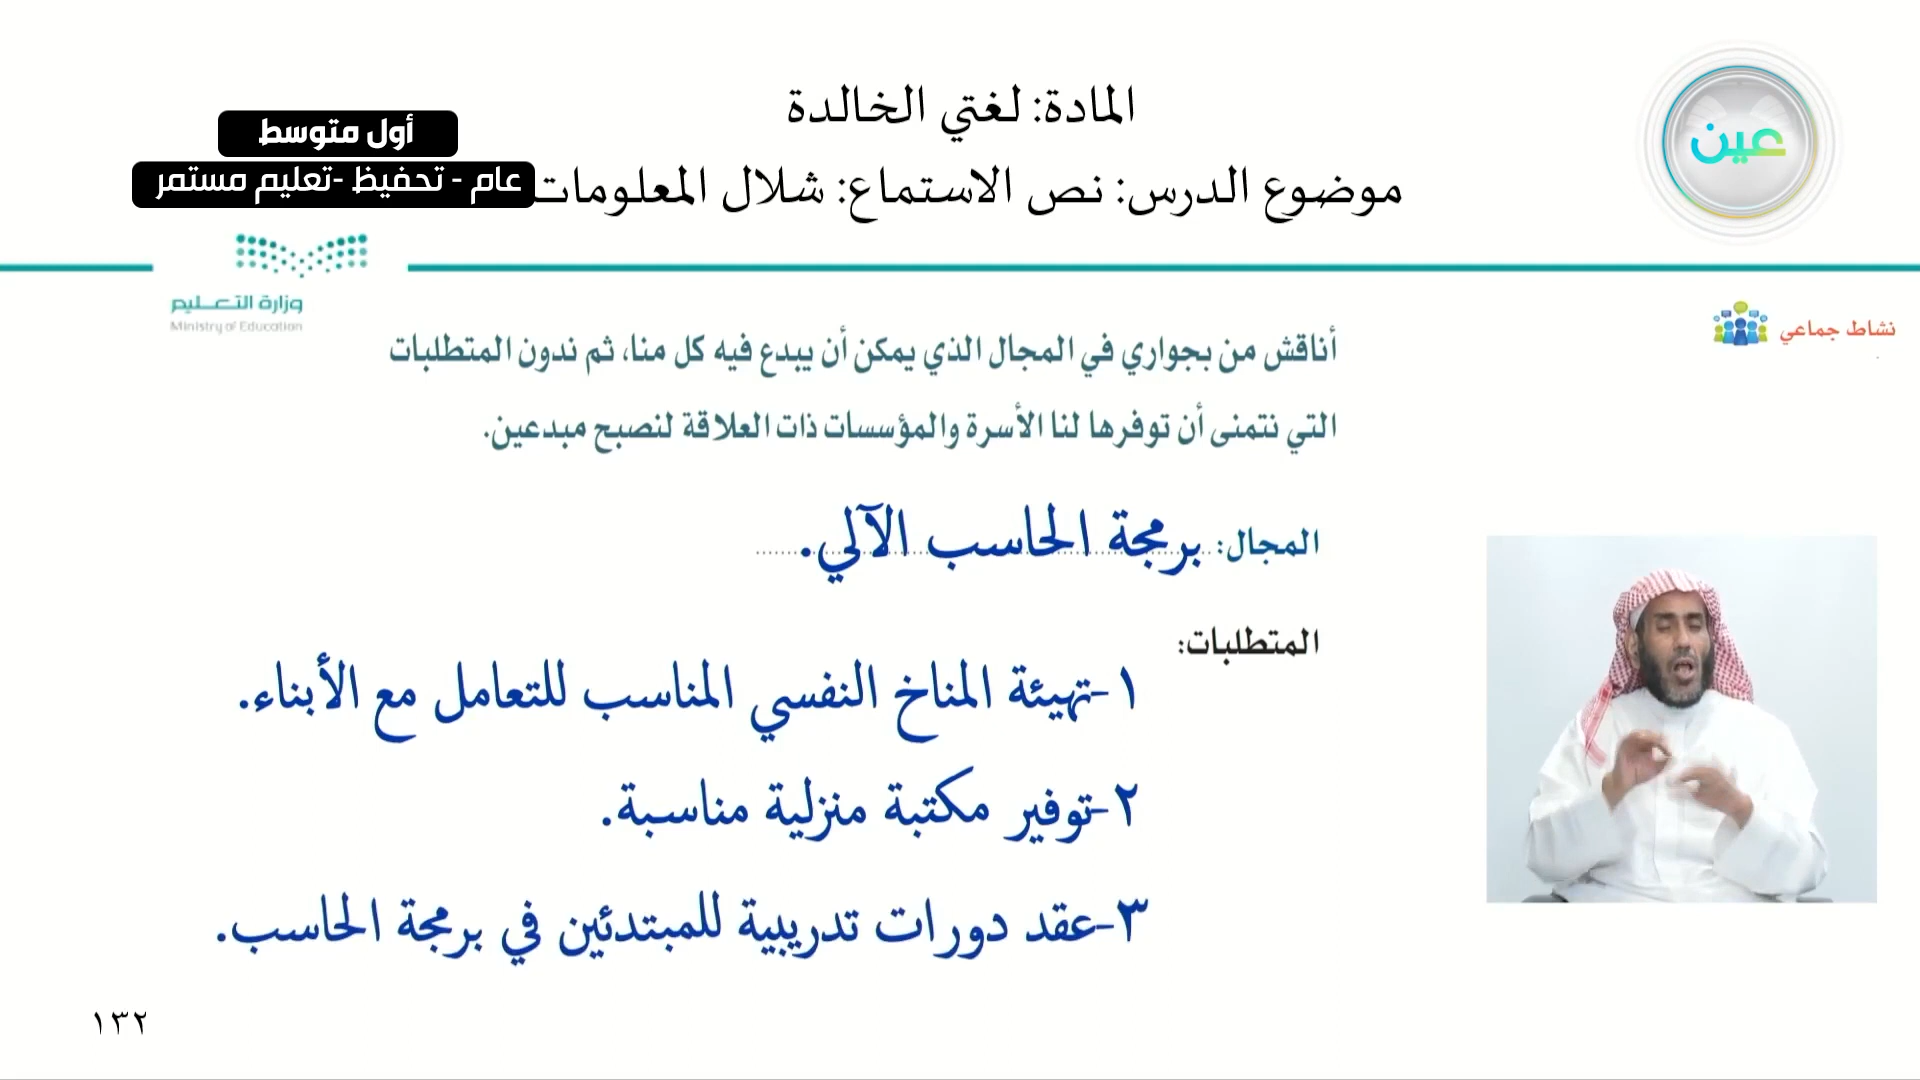 المادة: لغتي الخالدة
موضوع الدرس: نص الاستماع: شلال المعلومات
أول متوسط
عام - تحفيظ -تعليم مستمر
عين
وزارة التعـــليم
Ministry of Education
نشاط جماعي
أناقش من بجواري في المجال الذي يمكن أن يبدع فيه كل منا، ثم ندون المتطلبات
التي نتمنى أن توفرها لنا الأسرة والمؤسسات ذات العلاقة لنصبح مبدعين.
المجال: برمجة الحاسب الآلي.
المتطلبات:
١-تهيئة المناخ النفسي المناسب للتعامل مع الأبناء.
٢-توفير مكتبة منزلية مناسبة.
٣-عقد دورات تدريبية للمبتدئين في برمجة الحاسب.
١٣٢